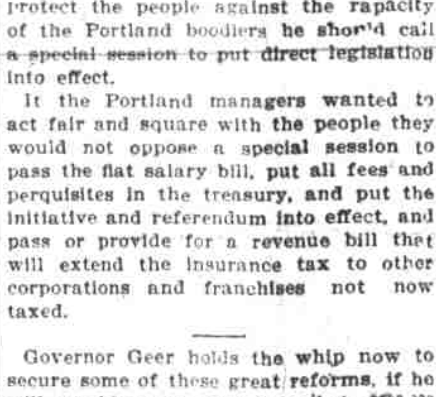 protect the people against the rapacity
of the Portland boodlers he shor'd call
a special session to put direct legislation
into effect.
It the Portland managers wanted to
act fair and square with the people they
would not oppose a special session to
pass the flat salary bill, put all fees and
perquisites in the treasury, and put the
initiative and referendum into effect, and
pass or provide for a revenue bill that
will extend the insurance tax to other
corporations and franchises not now
taxed.
Governor Geer holds the whip now to
secure some of these great reforms, if he